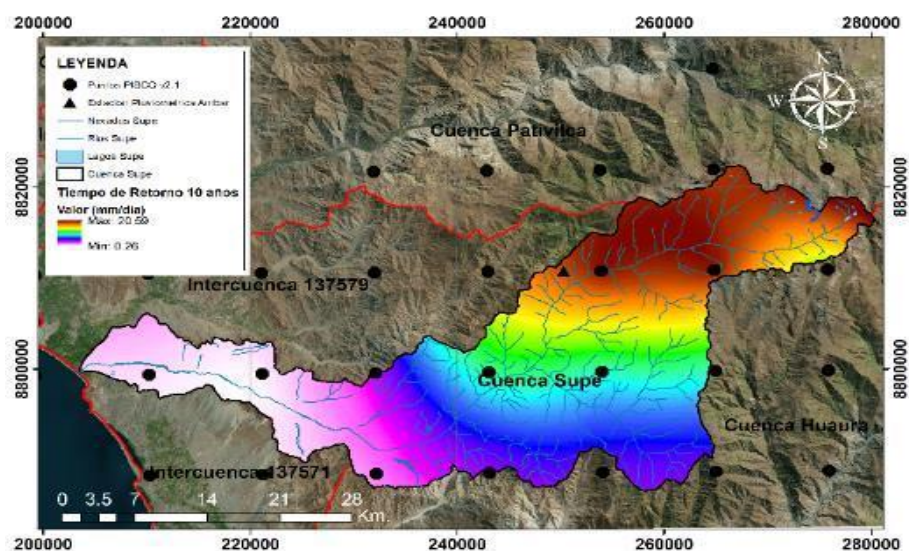 200000 220000 240000 260000 280000
LEYENDA
Puntos PISCO v2.1
Estacion Pluviometrica Ambar
Nevados Supe
Rios Supe
Lagos Supe
Cuenca Supe
Tiempo de Retorno 10 años
Valor (mm/dia)
Max: 20.59
Min: 0.26
N
W E
S
Cuenca Pativilca
8820000 8820000
Intercuenca 137579
8800000 8800000
Cuenca Supe
Cuenca Huaura
Intercuenca 137571
0 3.5 7 14 21 28
Km.
200000 220000 240000 260000 280000